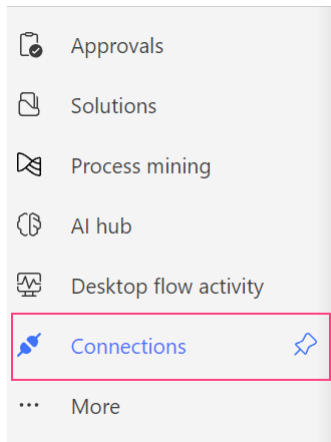 Approvals
Solutions
Process mining
AI hub
Desktop flow activity
Connections
More